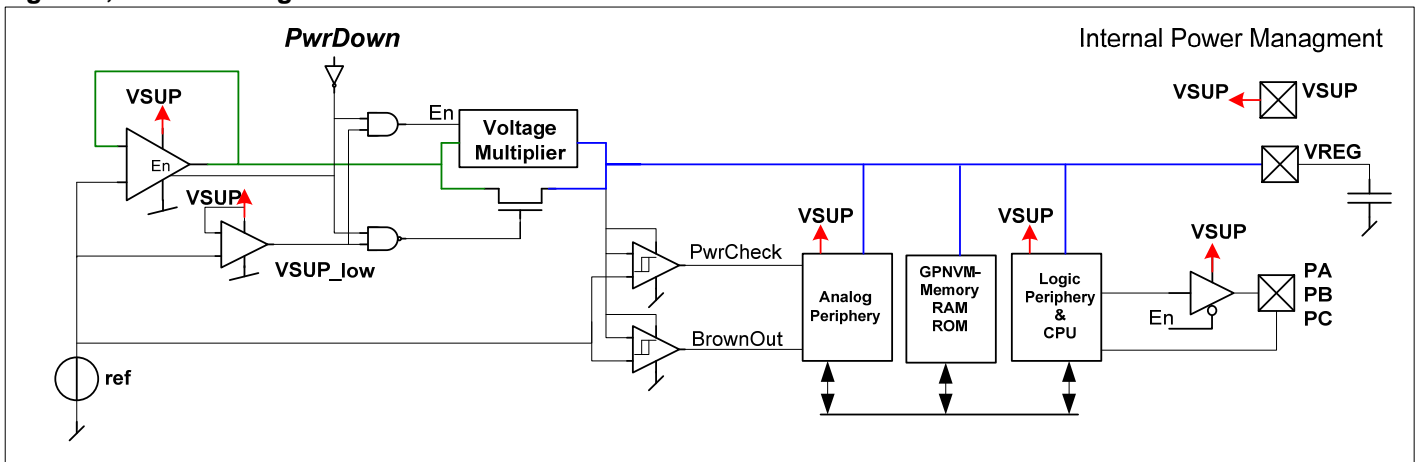 PwrDown
Internal Power Managment
VSUP
VSUP
VSUP
En
Voltage
Multiplier
En
VREG
VSUP
VSUP_low
VSUP
VSUP
VSUP
PwrCheck
Analog
Periphery
GPNVM-
Memory
RAM
ROM
Logic
Periphery
&
CPU
PA
PB
PC
En
BrownOut
ref